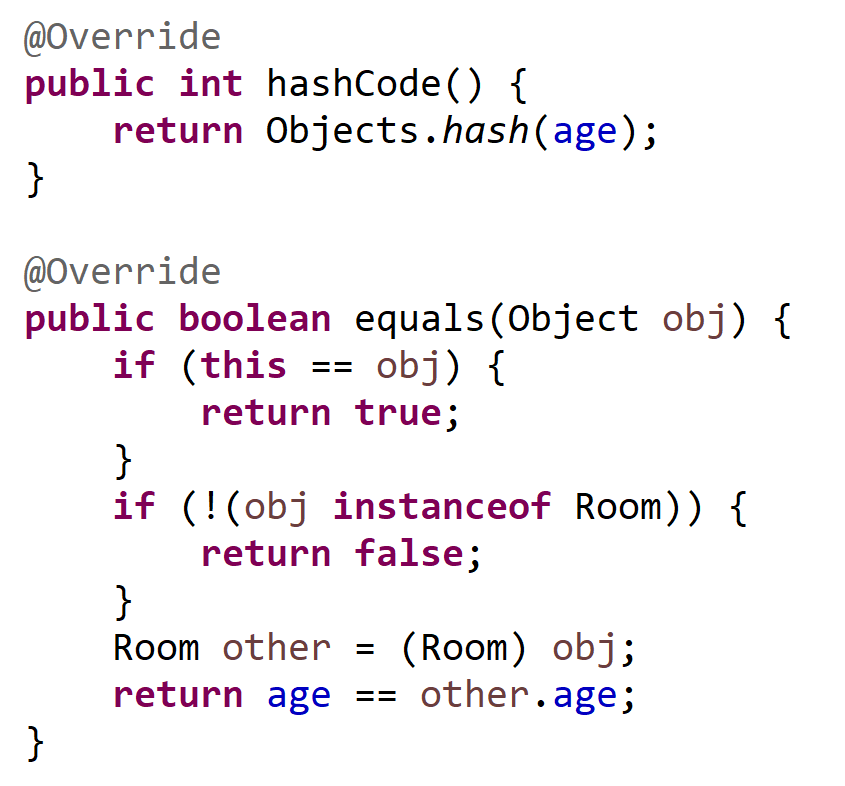 @Override
public int hashCode() {
    return Objects.hash(age);
}

@Override
public boolean equals(Object obj) {
    if (this == obj) {
        return true;
    }
    if (!(obj instanceof Room)) {
        return false;
    }
    Room other = (Room) obj;
    return age == other.age;
}